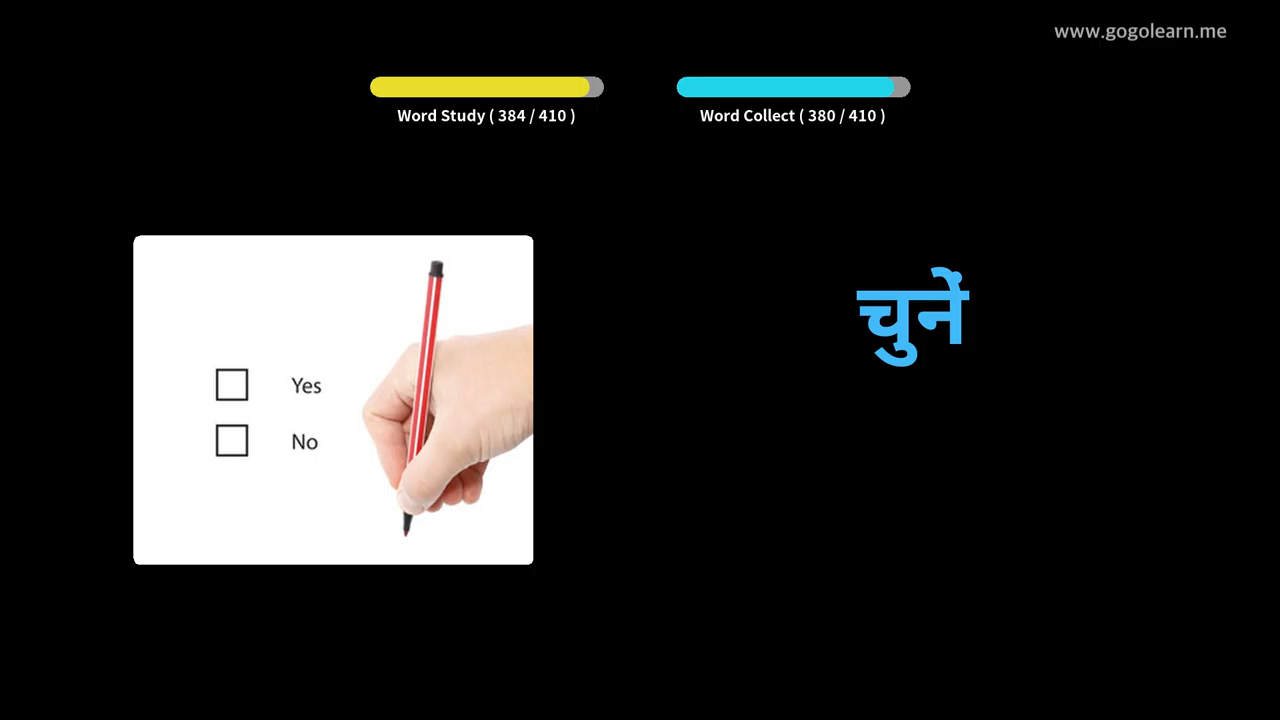 www.gogolearn.me
Word Study ( 384 / 410 )
Word Collect ( 380 / 410 )
चुनें
Yes
No